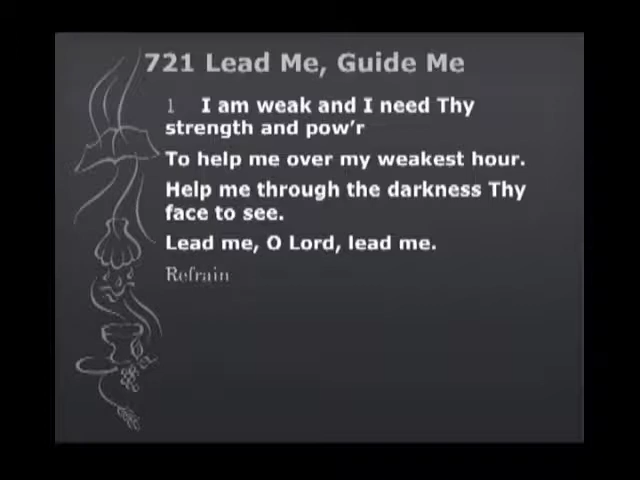 721 Lead Me, Guide Me
1 I am weak and I need Thy
strength and pow'r
To help me over my weakest hour.
Help me through the darkness Thy
face to see.
Lead me, O Lord, lead me.
Refrain